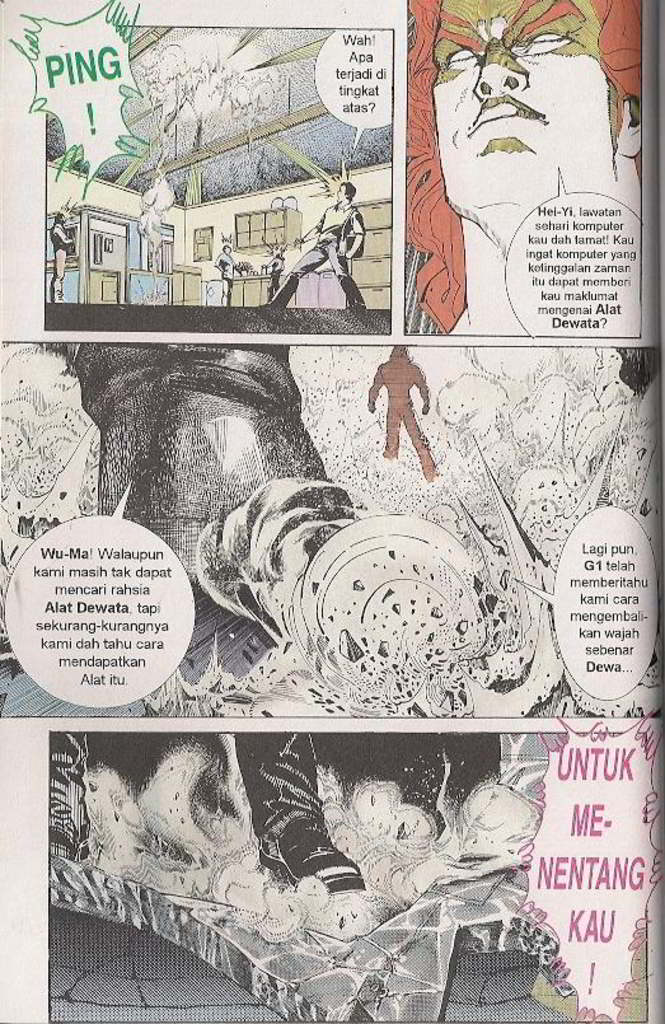 PING
!
Wah!
Apa
terjadi di
tingkat
atas?
Hei-Yi, lawatan
sehari komputer
kau dah tamat! Kau
ingat komputer yang
ketinggalan zaman
itu dapat memberi
kau maklumat
mengenai Alat
Dewata?
Wu-Ma! Walaupun
kami masih tak dapat
mencari rahsia
Alat Dewata, tapi
sekurang-kurangnya
kami dah tahu cara
mendapatkan
Alat itu.
Lagi pun,
G1 telah
memberitahu
kami cara
mengembali-
kan wajah
sebenar
Dewa...
UNTUK
ME-
NENTANG
KAU
!